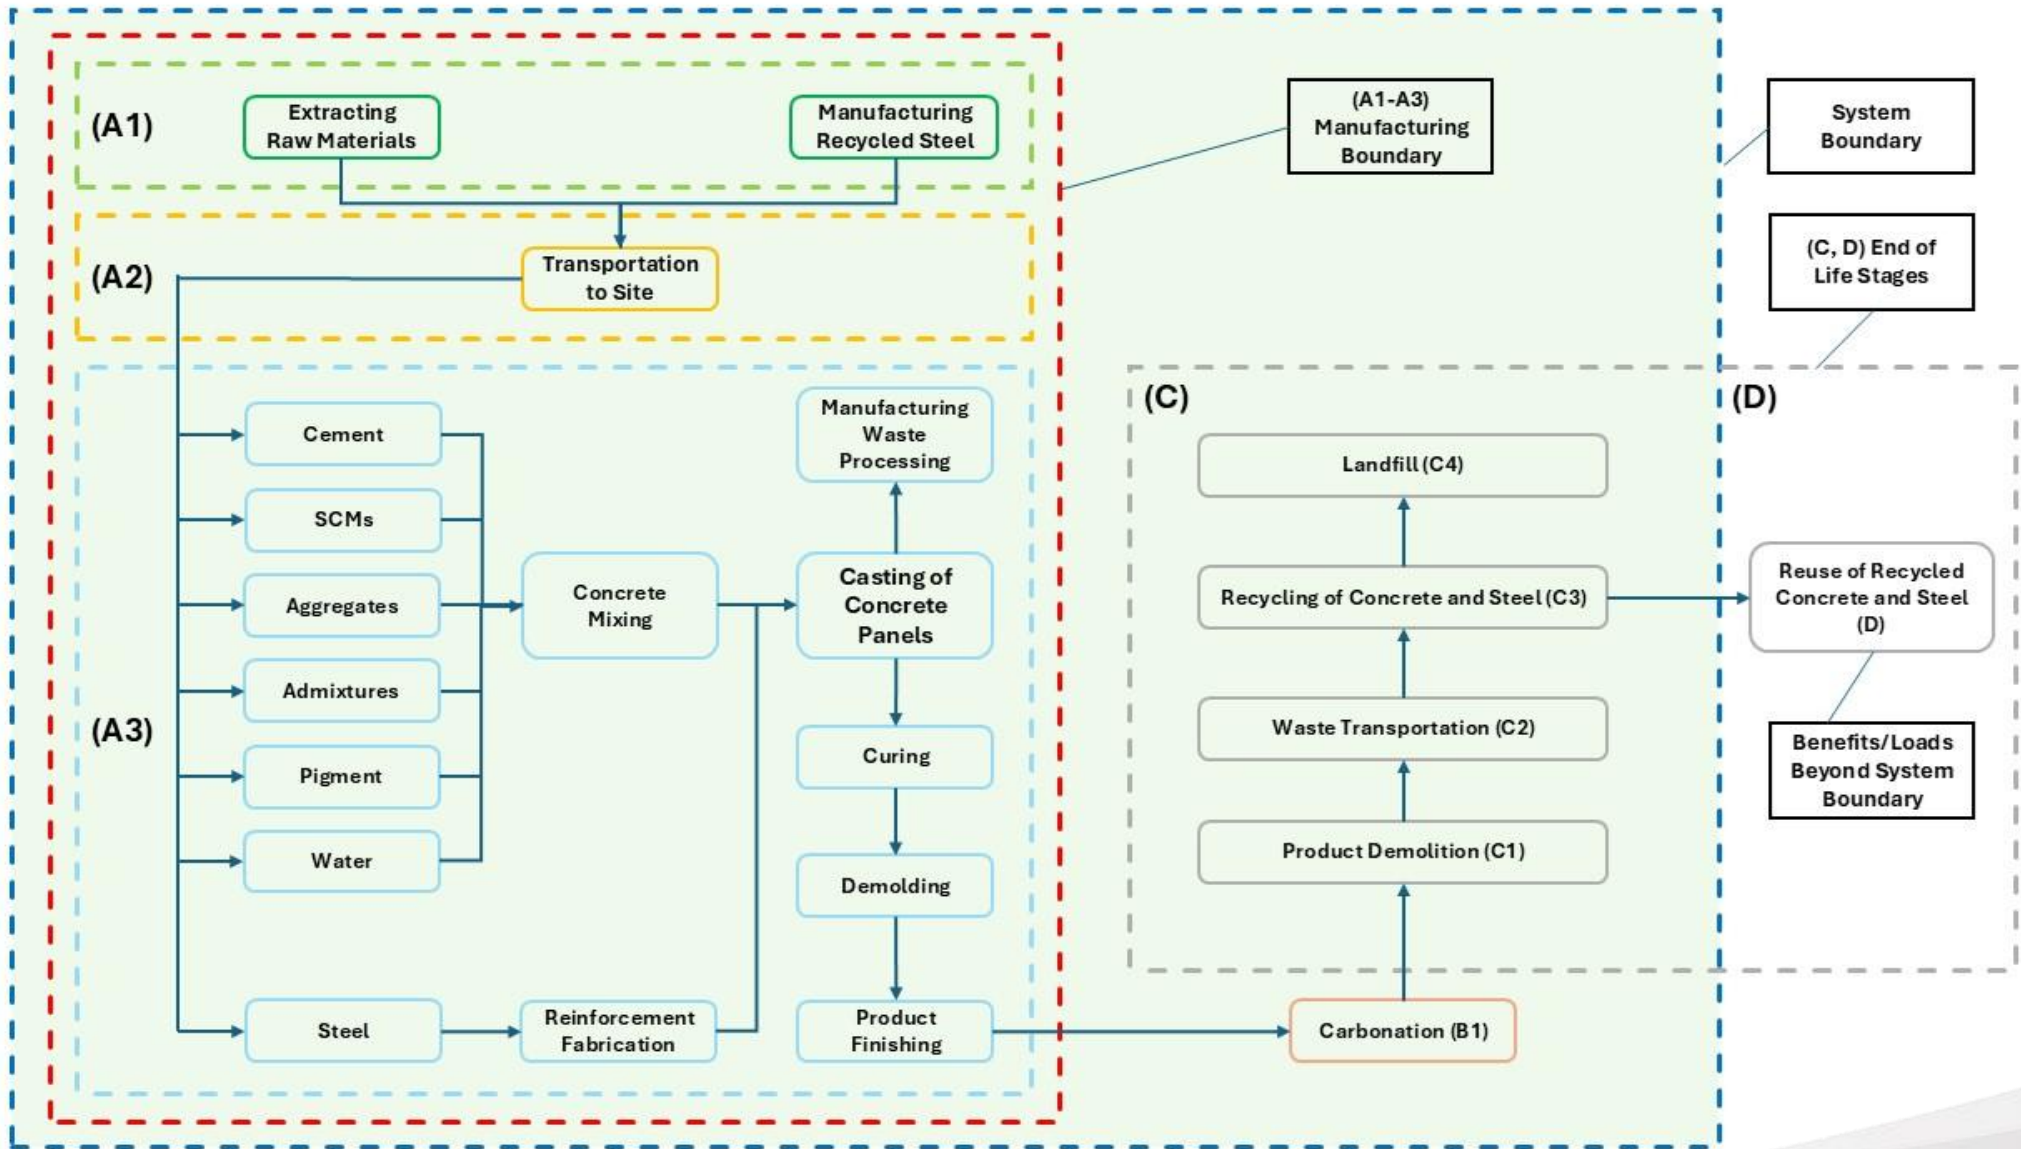 (A1)
Extracting
Raw Materials
Manufacturing
Recycled Steel
(A1-A3)
Manufacturing
Boundary
System
Boundary
(A2)
Transportation
to Site
(C, D) End of
Life Stages
(A3)
Cement
SCMs
Aggregates
Admixtures
Pigment
Water
Steel
Concrete
Mixing
Reinforcement
Fabrication
Manufacturing
Waste
Processing
Casting of
Concrete
Panels
Curing
Demolding
Product
Finishing
(C)
Landfill (C4)
Recycling of Concrete and Steel (C3)
Waste Transportation (C2)
Product Demolition (C1)
Carbonation (B1)
(D)
Reuse of Recycled
Concrete and Steel
(D)
Benefits/Loads
Beyond System
Boundary